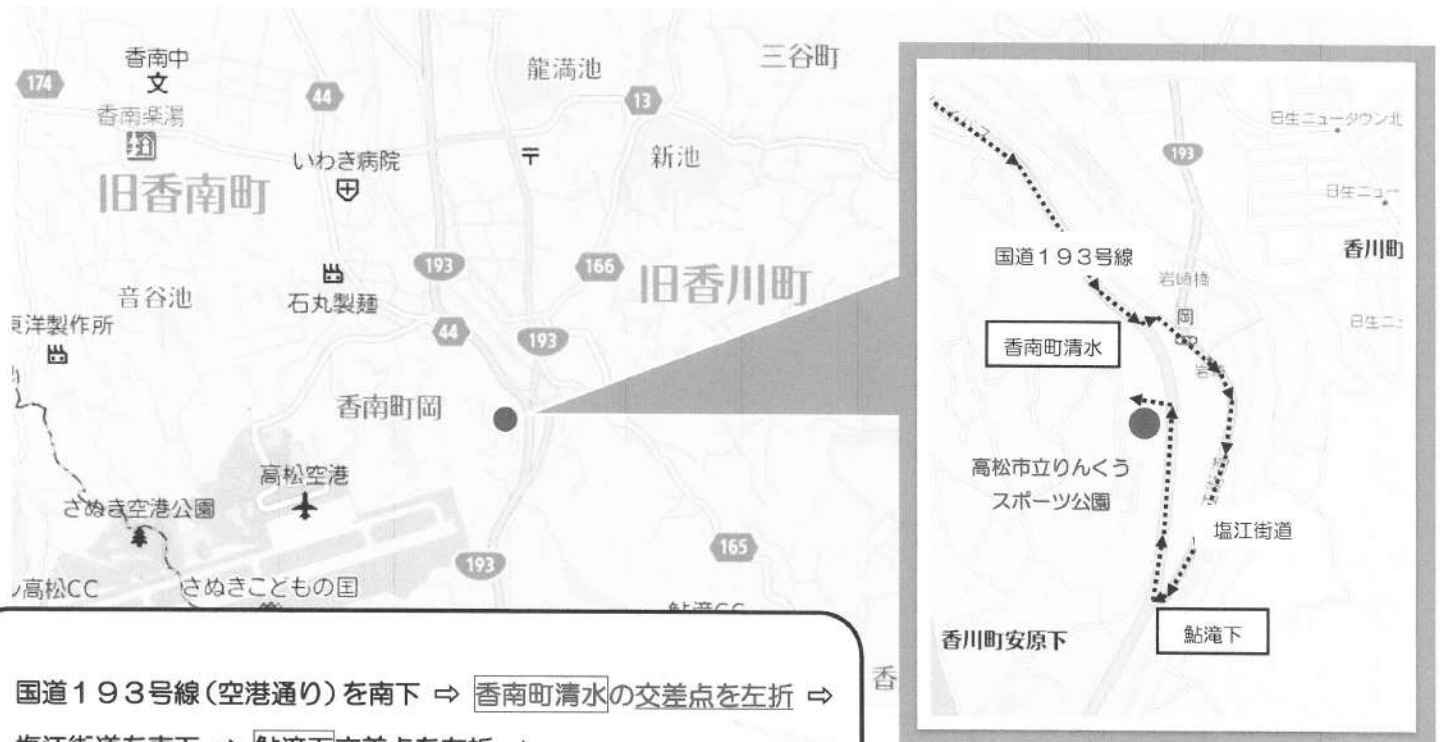 三谷町
香南中
文
龍満池
174
44
13
香南楽湯
いわき病院
〒
新池
旧香南町
193
166
旧香川町
音谷池
石丸製麺
東洋製作所
44
193
香南町岡
高松空港
さぬき空港公園
193
165
高松CC
さぬきこどもの国
香
日生ニュータウン北
193
日生ニュー
香川町
国道193号線
岩崎橋
岡
香南町清水
高松市立りんくう
スポーツ公園
塩江街道
香川町安原下
鮎滝下
国道193号線(空港通り)を南下 ⇨ 香南町清水の交差点を左折 ⇨